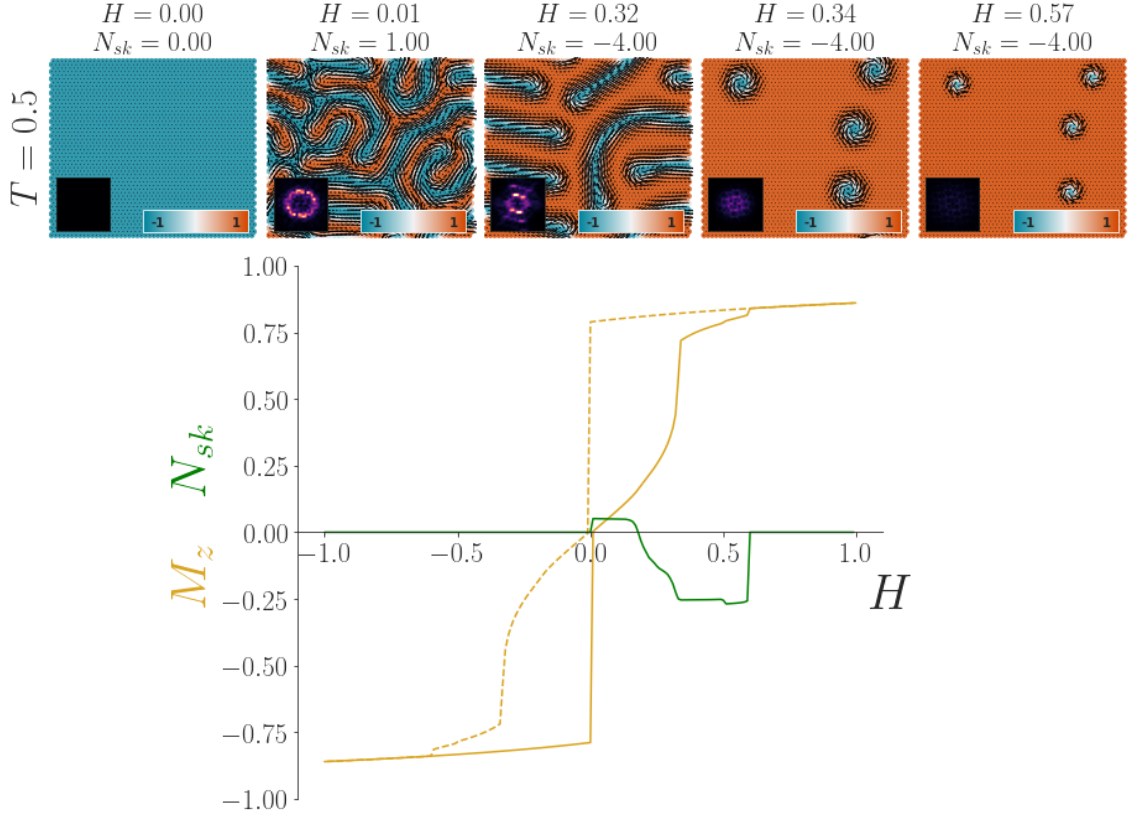 H = 0.00
N_sk = 0.00
H = 0.01
N_sk = 1.00
H = 0.32
N_sk = −4.00
H = 0.34
N_sk = −4.00
H = 0.57
N_sk = −4.00
T = 0.5
-1 1
-1 1
-1 1
-1 1
-1 1
1.00
0.75
0.50
0.25
0.00
−0.25
−0.50
−0.75
−1.00
N_sk
M_z
−1.0 −0.5 0.0 0.5 1.0
H